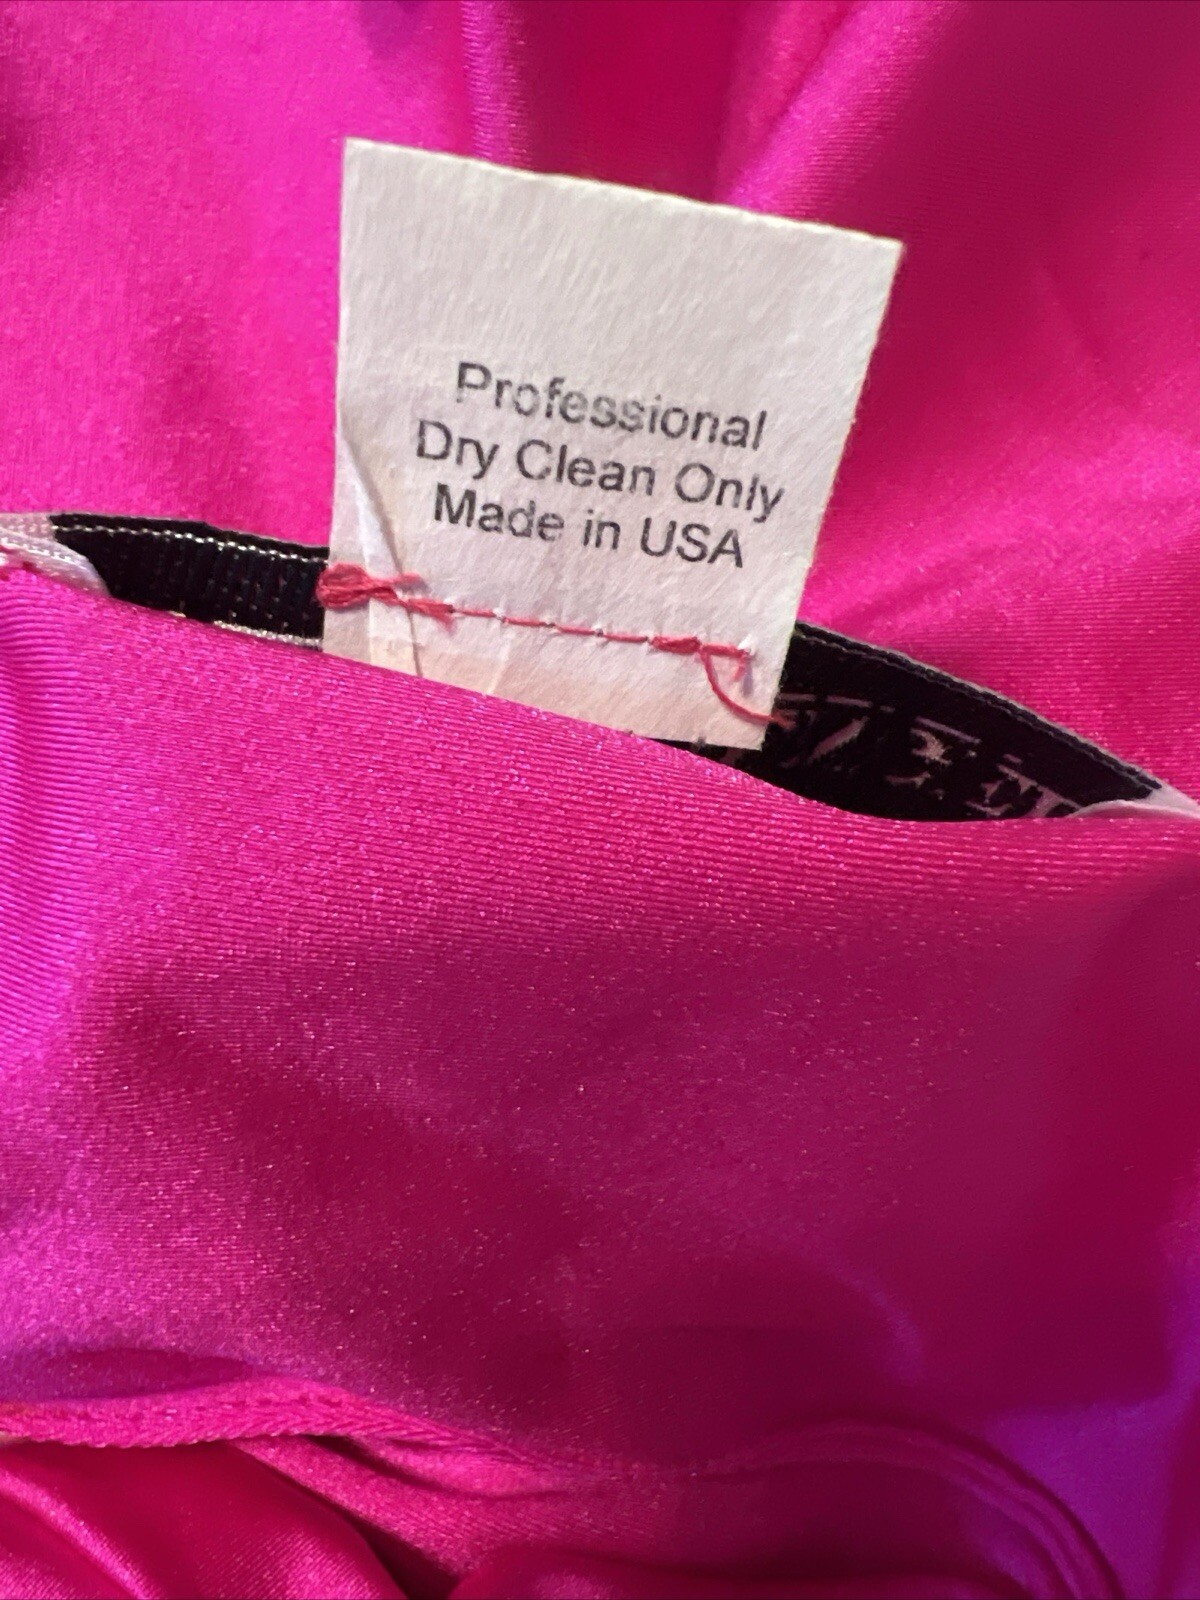 Professional
Dry Clean Only
Made in USA